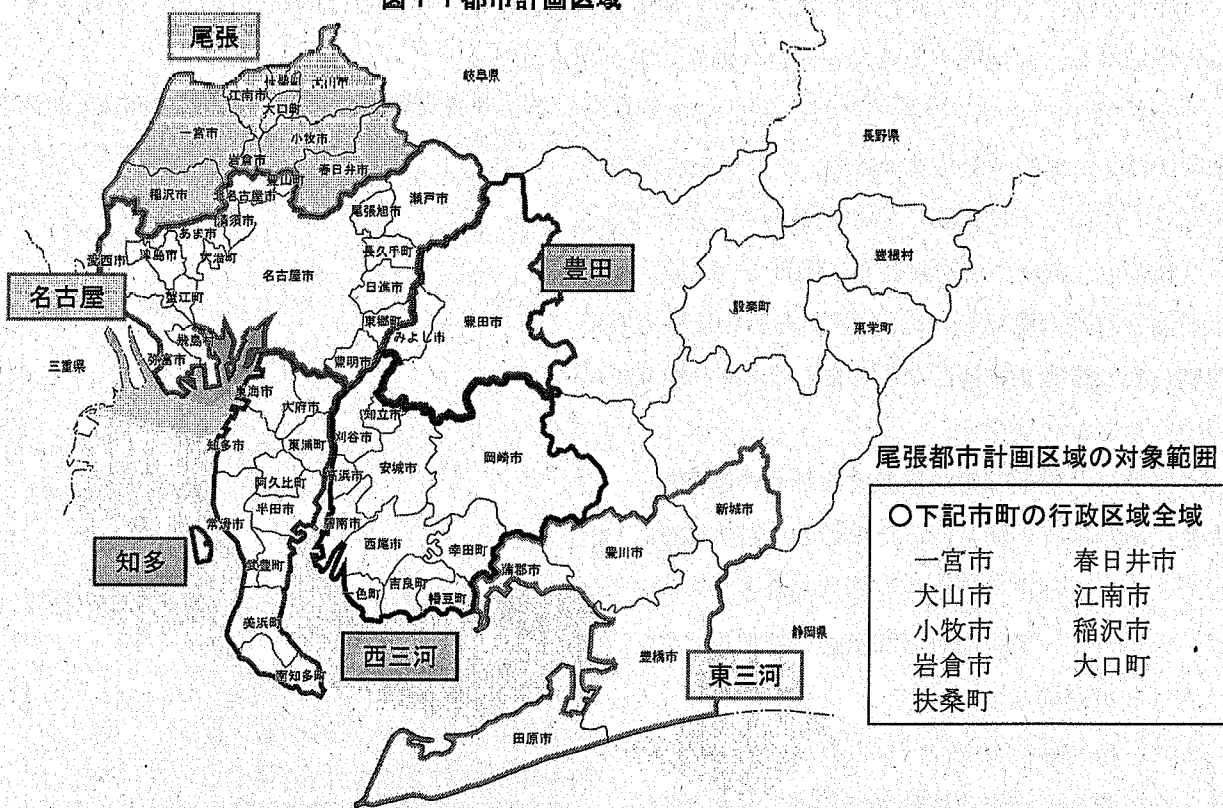 都市計画区域
尾張
岐阜県
犬山市
江南市
大口町
長野県
一宮市
小牧市
岩倉市
春日井市
豊山町
稲沢市
北名古屋市
瀬戸市
清須市
尾張旭市
あま市
長久手町
豊根村
愛西市
津島市
大治町
名古屋市
豊田
名古屋
日進市
設楽町
蟹江町
東郷町
豊田市
東栄町
みよし市
飛島
弥富市
豊明市
三重県
東海市
大府市
知立市
知多市
東浦町
刈谷市
岡崎市
安城市
高浜市
阿久比町
半田市
新城市
常滑市
碧南市
知多
西尾市
幸田町
豊川市
武豊町
蒲郡市
吉良町
一色町
幡豆町
美浜町
静岡県
西三河
豊橋市
南知多町
東三河
田原市
尾張都市計画区域の対象範囲
○下記市町の行政区域全域
一宮市 春日井市
犬山市 江南市
小牧市 稲沢市
岩倉市 大口町
扶桑町